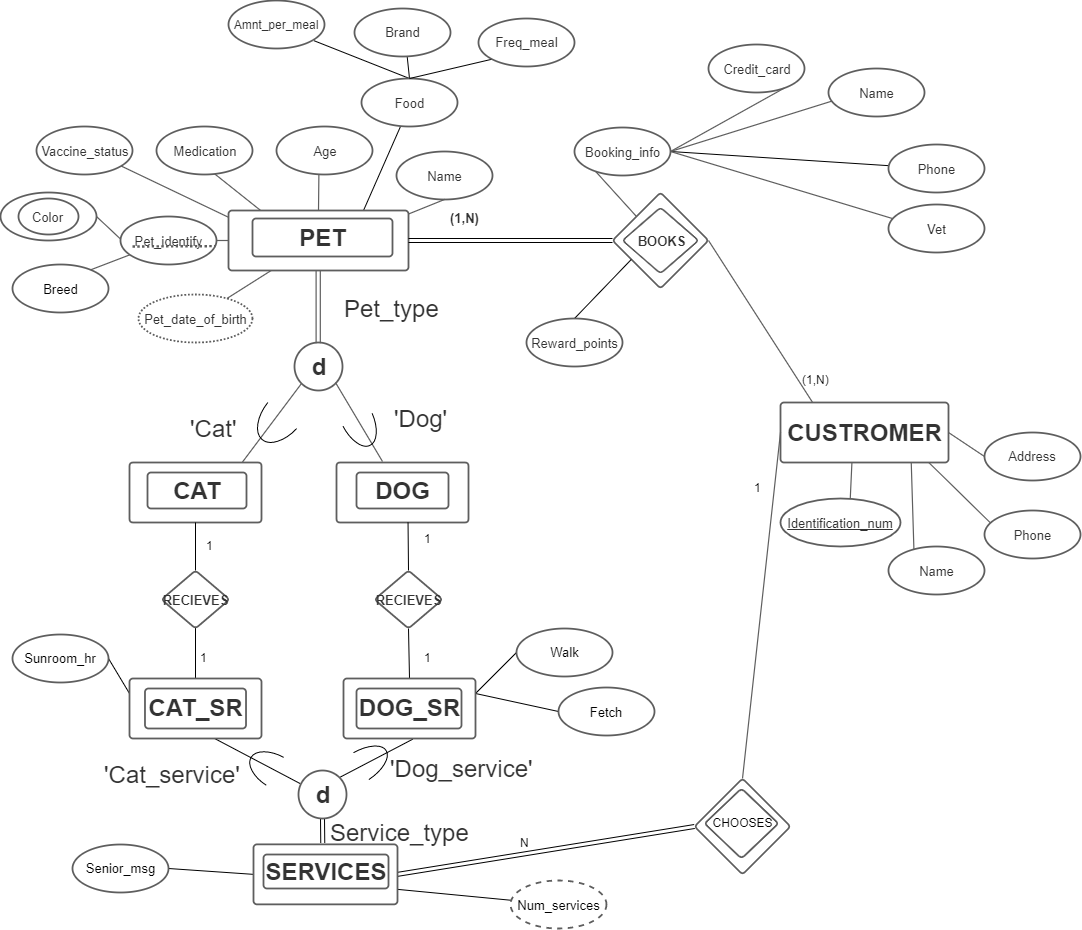 Amnt_per_meal
Brand
Freq_meal
Credit_card
Name
Food
Vaccine_status
Medication
Age
Booking_info
Name
Phone
Color
(1,N)
Vet
Pet_identify
PET
BOOKS
Breed
Pet_type
Pet_date_of_birth
Reward_points
d
(1,N)
'Cat'
'Dog'
CUSTROMER
Address
CAT
DOG
1
Identification_num
Phone
1
1
Name
RECIEVES
RECIEVES
Sunroom_hr
1
1
Walk
CAT_SR
DOG_SR
Fetch
'Cat_service'
'Dog_service'
d
Service_type
CHOOSES
N
Senior_msg
SERVICES
Num_services